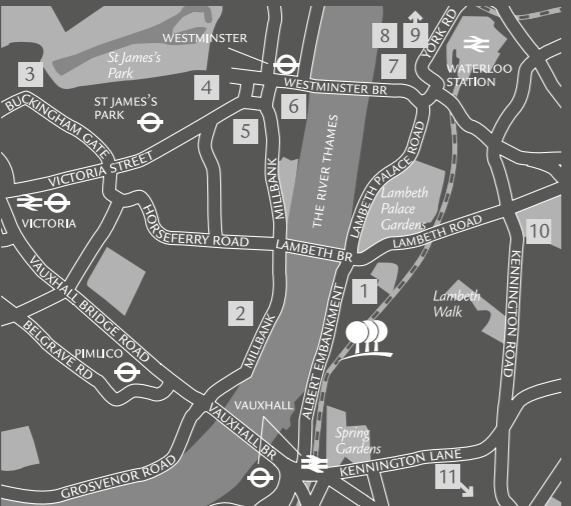 WESTMINSTER
8
9
YORK RD
St James's
Park
3
4
7
WATERLOO
STATION
BUCKINGHAM GATE
ST JAMES'S
PARK
WESTMINSTER BR
6
5
VICTORIA STREET
MILLBANK
THE RIVER THAMES
LAMBETH PALACE ROAD
Lambeth
Palace
Gardens
VICTORIA
HORSEFERRY ROAD
LAMBETH BR
LAMBETH ROAD
10
VAUXHALL BRIDGE ROAD
KENNINGTON ROAD
1
2
Lambeth
Walk
MILLBANK
ALBERT EMBANKMENT
BELGRAVE RD
PIMLICO
VAUXHALL
VAUXHALL BR
Spring
Gardens
GROSVENOR ROAD
KENNINGTON LANE
11